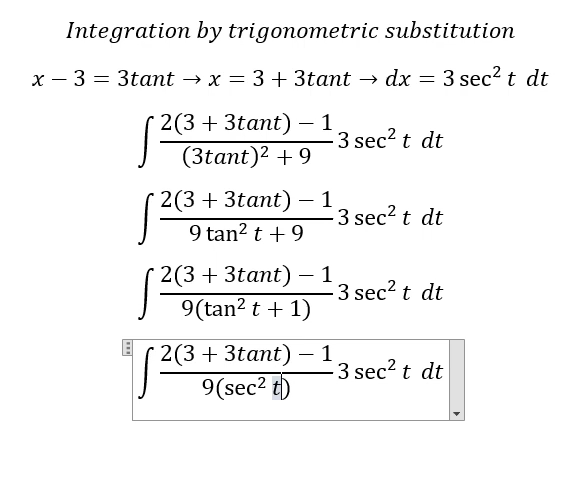 Integration by trigonometric substitution
x − 3 = 3tant → x = 3 + 3tant → dx = 3 sec² t dt
∫ (2(3 + 3tant) − 1)/((3tant)² + 9) 3 sec² t dt
∫ (2(3 + 3tant) − 1)/(9 tan² t + 9) 3 sec² t dt
∫ (2(3 + 3tant) − 1)/(9(tan² t + 1)) 3 sec² t dt
∫ (2(3 + 3tant) − 1)/(9(sec² t)) 3 sec² t dt